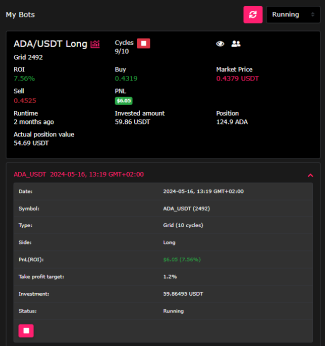 My Bots
Running
ADA/USDT Long
Grid 2492
Cycles
9/10
ROI
7.56%
Buy
0.4319
Market Price
0.4379 USDT
Sell
0.4525
PNL
$6.05
Runtime
2 months ago
Invested amount
59.86 USDT
Position
124.9 ADA
Actual position value
54.69 USDT
ADA_USDT 2024-05-16, 13:19 GMT+02:00
Date: 2024-05-16, 13:19 GMT+02:00
Symbol: ADA_USDT (2492)
Type: Grid (10 cycles)
Side: Long
PnL(ROI): $6.05 (7.56%)
Take profit target: 1.2%
Investment: 59.86493 USDT
Status: Running